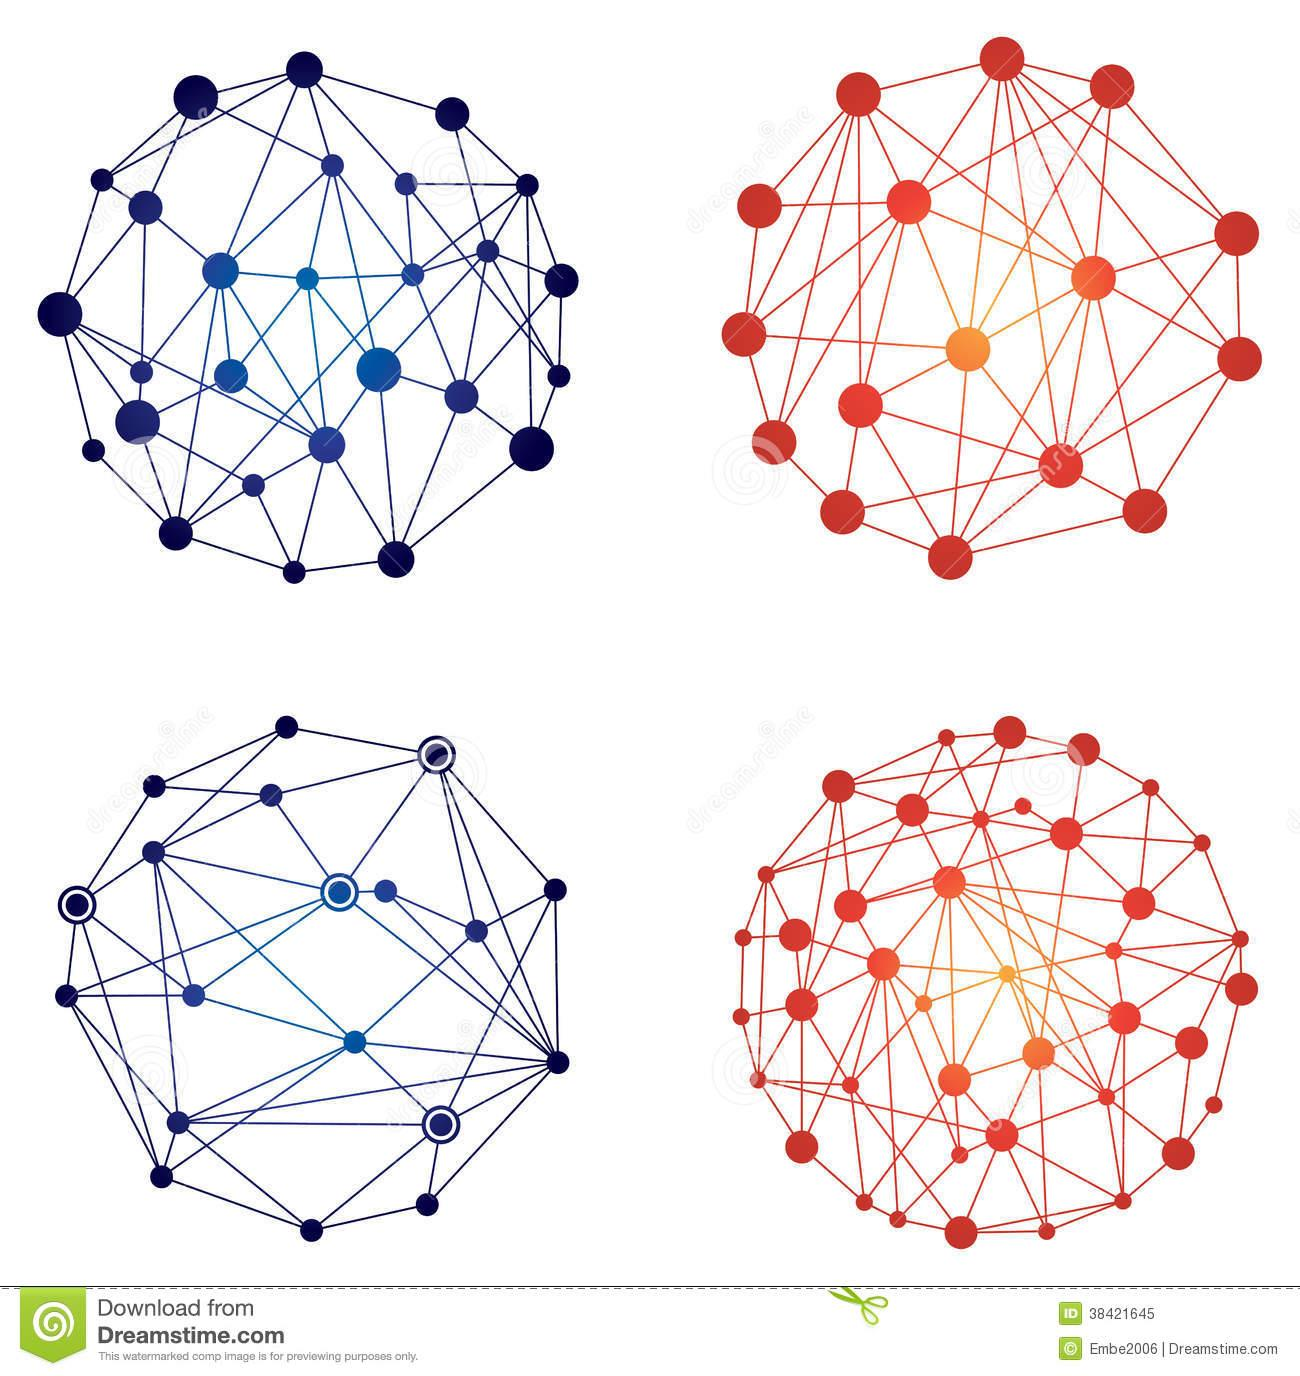 Download from
Dreamstime.com
This watermarked comp image is for previewing purposes only.
ID 38421645
© Embe2006 | Dreamstime.com